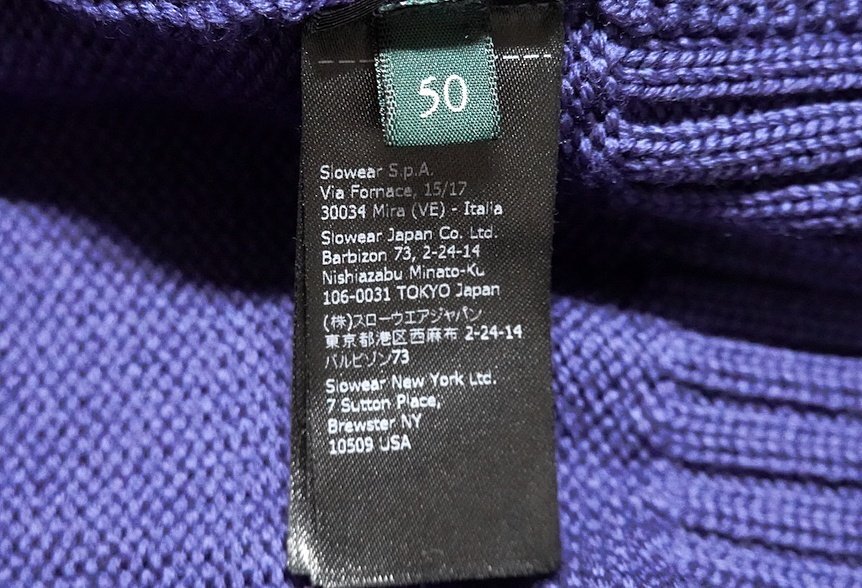 50
Slowear S.p.A.
Via Fornace, 15/17
30034 Mira (VE) - Italia
Slowear Japan Co. Ltd.
Barbizon 73, 2-24-14
Nishiazabu Minato-Ku
106-0031 TOKYO Japan
(株)スローウエアジャパン
東京都港区西麻布 2-24-14
バルビゾン73
Slowear New York Ltd.
7 Sutton Place,
Brewster NY
10509 USA